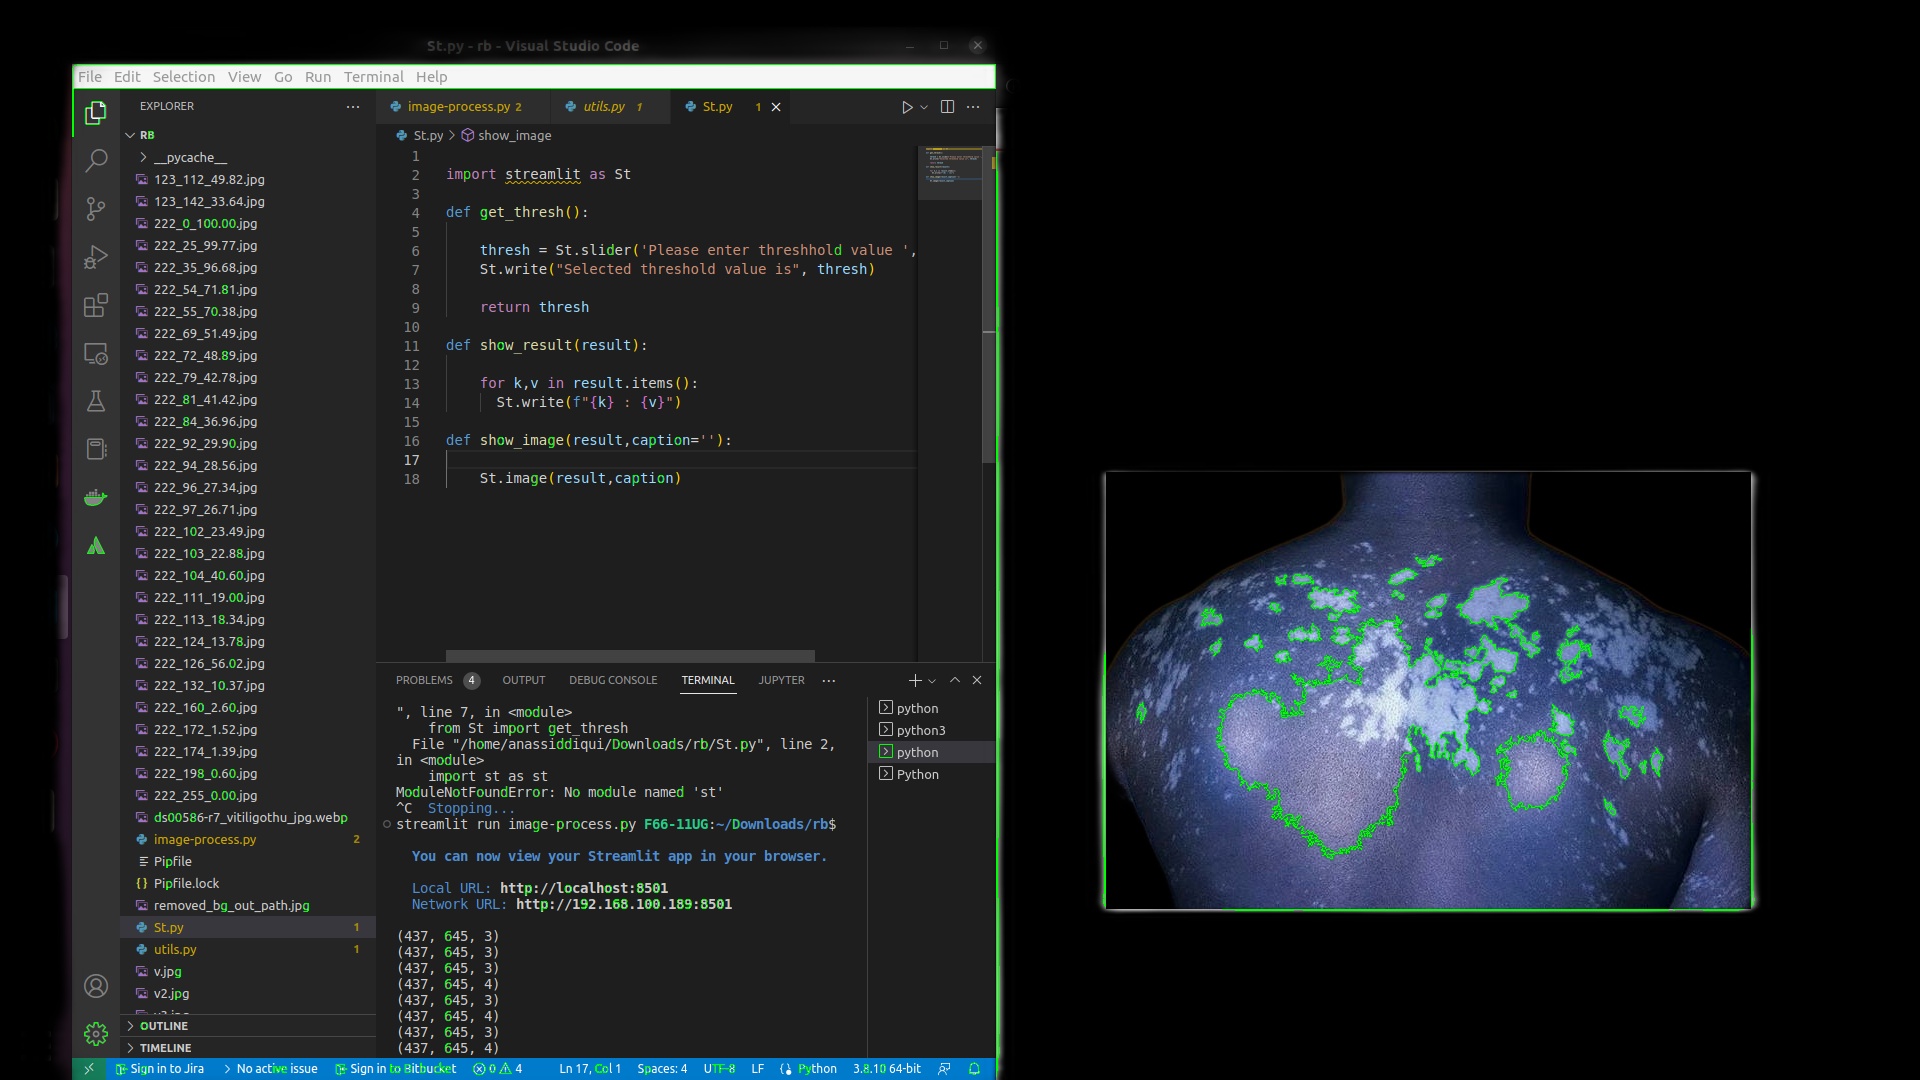 St.py - rb - Visual Studio Code
File Edit Selection View Go Run Terminal Help
EXPLORER
RB
__pycache__
123_112_49.82.jpg
123_142_33.64.jpg
222_0_100.00.jpg
222_25_99.77.jpg
222_35_96.68.jpg
222_54_71.81.jpg
222_55_70.38.jpg
222_69_51.49.jpg
222_72_48.89.jpg
222_79_42.78.jpg
222_81_41.42.jpg
222_84_36.96.jpg
222_92_29.90.jpg
222_94_28.56.jpg
222_96_27.34.jpg
222_97_26.71.jpg
222_102_23.49.jpg
222_103_22.88.jpg
222_104_40.60.jpg
222_111_19.00.jpg
222_113_18.34.jpg
222_124_13.78.jpg
222_126_56.02.jpg
222_132_10.37.jpg
222_160_2.60.jpg
222_172_1.52.jpg
222_174_1.39.jpg
222_198_0.60.jpg
222_255_0.00.jpg
ds00586-r7_vitiligothu_jpg.webp
image-process.py 2
Pipfile
Pipfile.lock
removed_bg_out_path.jpg
St.py 1
utils.py 1
v.jpg
v2.jpg
OUTLINE
TIMELINE
image-process.py 2 utils.py 1 St.py 1
St.py > show_image
1
2 import streamlit as St
3
4 def get_thresh():
5
6 thresh = St.slider('Please enter threshhold value ',
7 St.write("Selected threshold value is", thresh)
8
9 return thresh
10
11 def show_result(result):
12
13 for k,v in result.items():
14 St.write(f"{k} : {v}")
15
16 def show_image(result,caption=''):
17
18 St.image(result,caption)
PROBLEMS 4 OUTPUT DEBUG CONSOLE TERMINAL JUPYTER
", line 7, in <module>
from St import get_thresh
File "/home/anassiddiqui/Downloads/rb/St.py", line 2,
in <module>
import st as st
ModuleNotFoundError: No module named 'st'
^C Stopping...
streamlit run image-process.py F66-11UG:~/Downloads/rb$
You can now view your Streamlit app in your browser.
Local URL: http://localhost:8501
Network URL: http://192.168.100.189:8501
(437, 645, 3)
(437, 645, 3)
(437, 645, 3)
(437, 645, 4)
(437, 645, 3)
(437, 645, 4)
(437, 645, 3)
(437, 645, 4)
python
python3
python
Python
Sign in to Jira No active issue Sign in to Bitbucket 0 4 Ln 17, Col 1 Spaces: 4 UTF-8 LF Python 3.8.10 64-bit